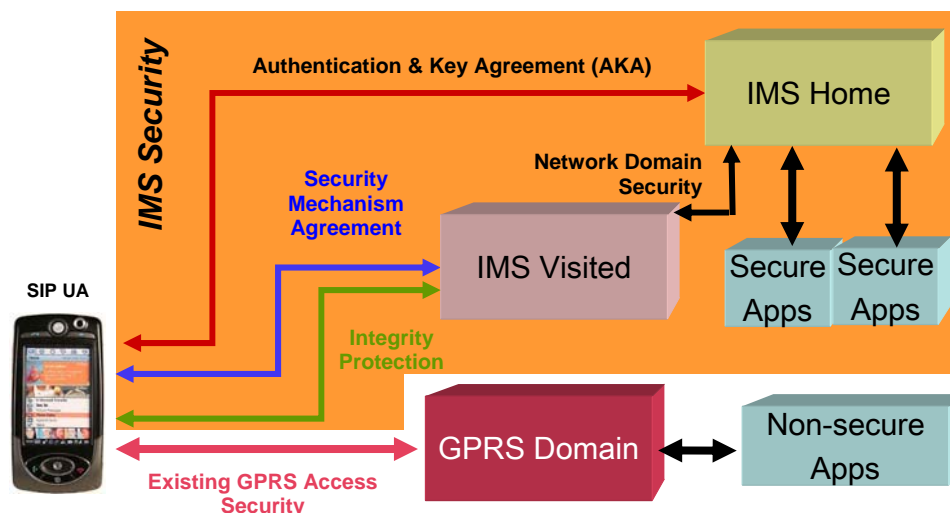 IMS Security
Authentication & Key Agreement (AKA)
IMS Home
Network Domain
Security
Security
Mechanism
Agreement
IMS Visited
Secure
Apps
Secure
Apps
SIP UA
Integrity
Protection
GPRS Domain
Non-secure
Apps
Existing GPRS Access
Security